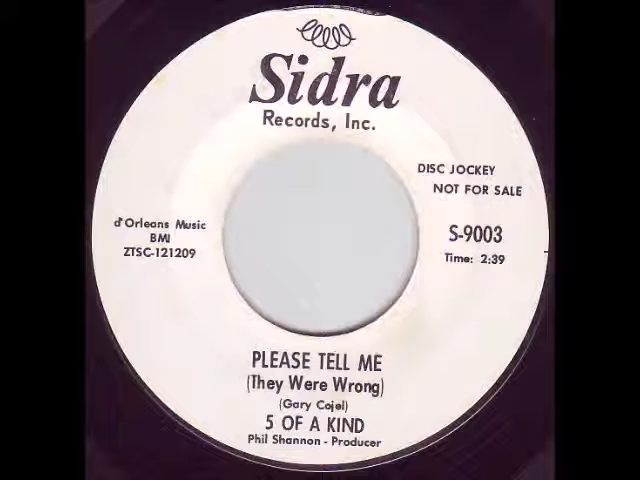 Sidra
Records, Inc.
DISC JOCKEY
NOT FOR SALE
d'Orleans Music
BMI
ZTSC-121209
S-9003
Time: 2:39
PLEASE TELL ME
(They Were Wrong)
(Gary Cojel)
5 OF A KIND
Phil Shannon - Producer